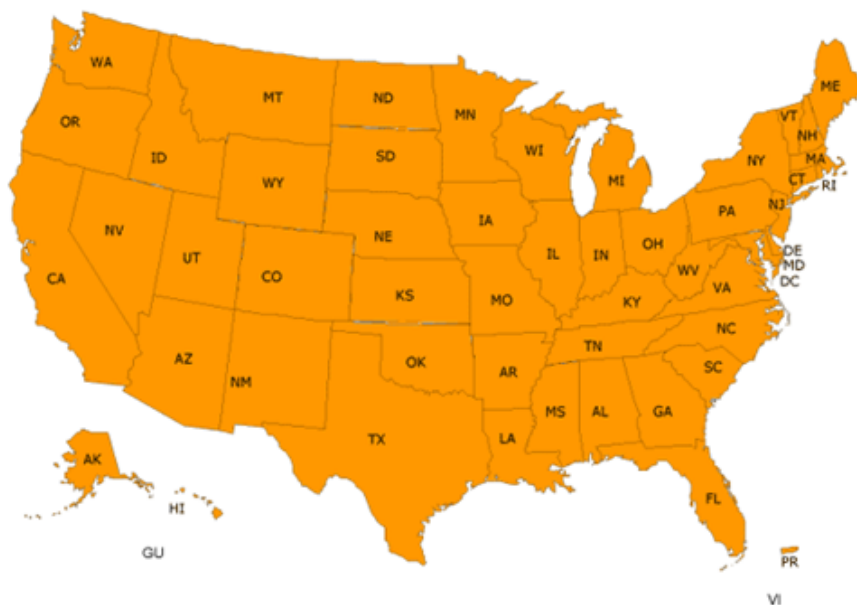 WA
MT
ND
MN
ME
OR
ID
SD
WI
VT
NH
WY
MI
NY
MA
CT
RI
NV
NE
IA
PA
NJ
CA
UT
CO
IL
IN
OH
WV
DE
MD
DC
KS
MO
KY
VA
AZ
NM
OK
AR
TN
NC
SC
TX
LA
MS
AL
GA
FL
AK
HI
GU
PR
VI